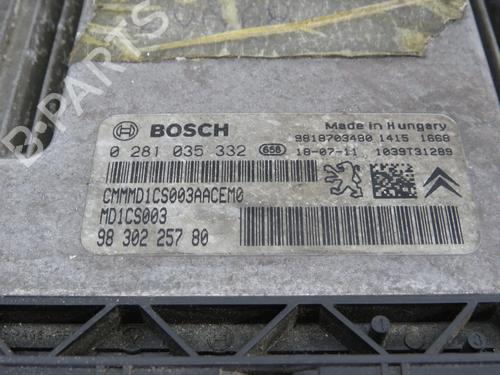 BOSCH
Made in Hungary
9818703480 1415 1668
0 281 035 332 656 18-07-11 1039T31289
CMMMD1CS003AACEM0
MD1CS003
98 302 257 80